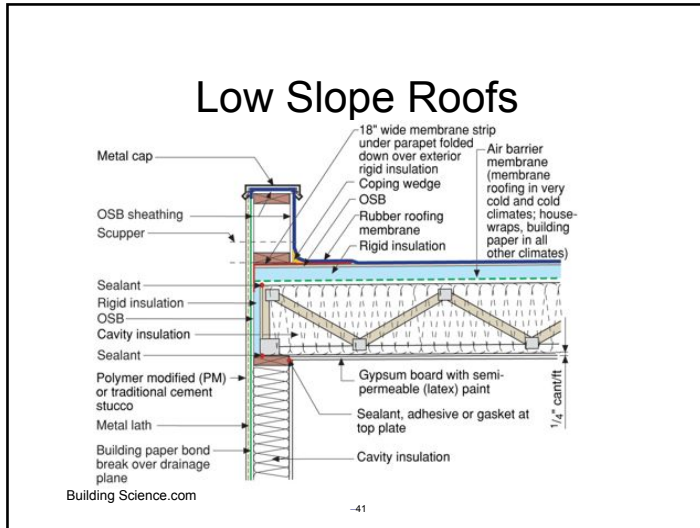 Low Slope Roofs
Metal cap
OSB sheathing
Scupper
Sealant
Rigid insulation
OSB
Cavity insulation
Sealant
Polymer modified (PM)
or traditional cement
stucco
Metal lath
Building paper bond
break over drainage
plane
18" wide membrane strip
under parapet folded
down over exterior
rigid insulation
Coping wedge
OSB
Rubber roofing
membrane
Rigid insulation
Air barrier
membrane
(membrane
roofing in very
cold and cold
climates; house-
wraps, building
paper in all
other climates)
Gypsum board with semi-
permeable (latex) paint
Sealant, adhesive or gasket at
top plate
Cavity insulation
1/4" cant/ft
Building Science.com
–41